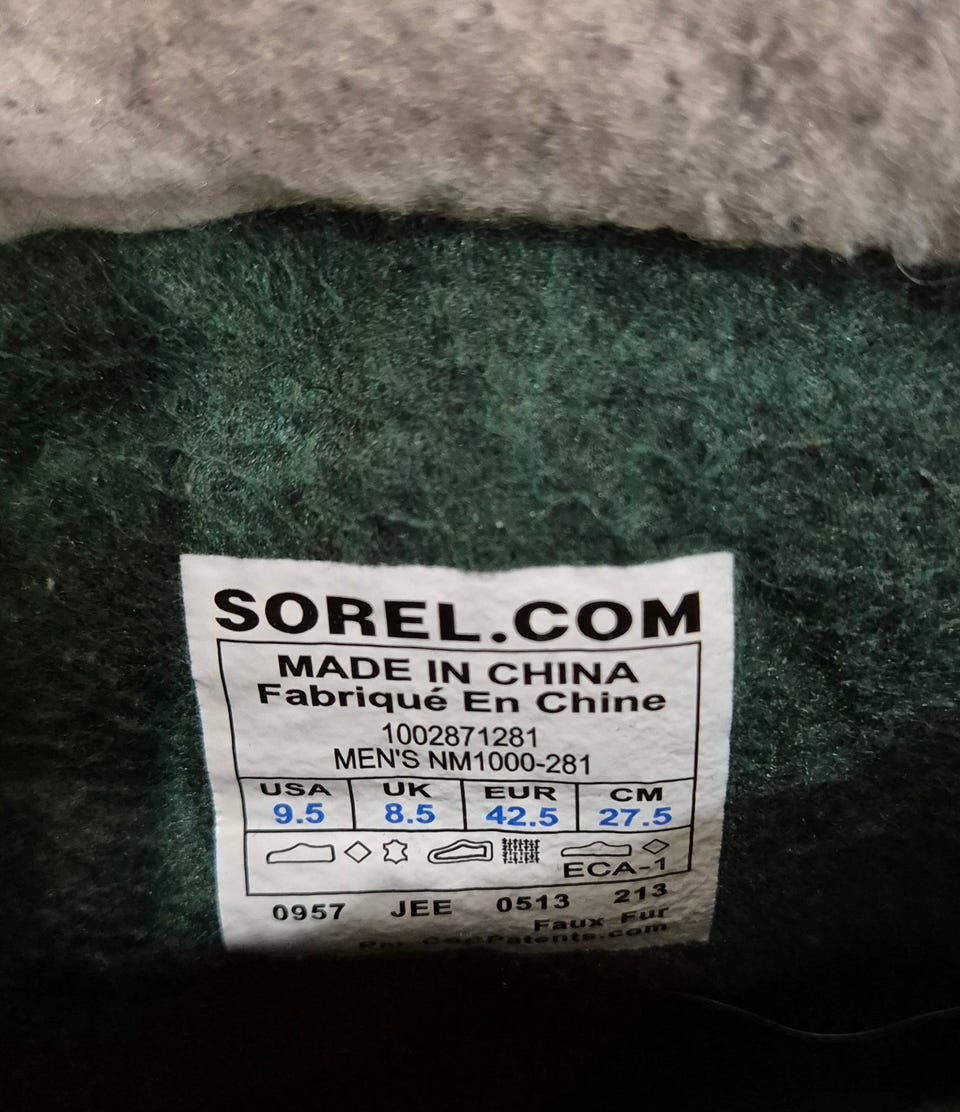 SOREL.COM
MADE IN CHINA
Fabriqué En Chine
1002871281
MEN'S NM1000-281
USA UK EUR CM
9.5 8.5 42.5 27.5
ECA-1
0957 JEE 0513 213
Faux Fur